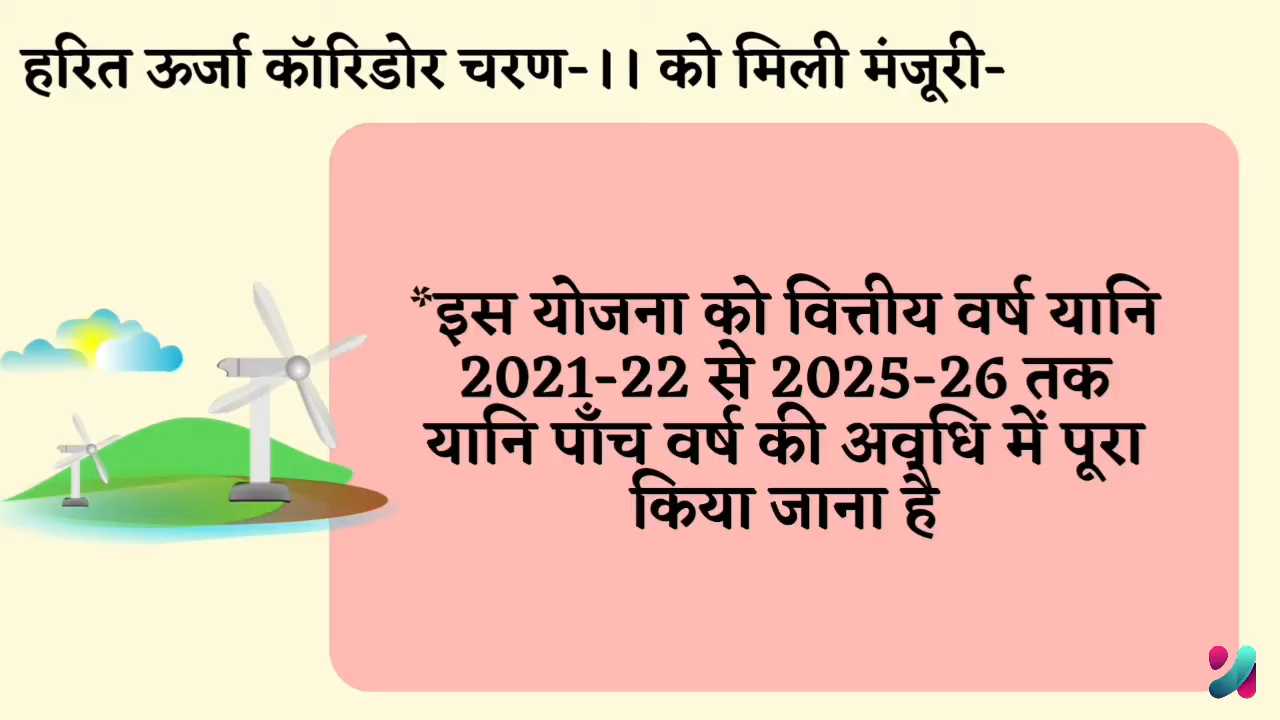 हरित ऊर्जा कॉरिडोर चरण-।। को मिली मंजूरी-
*इस योजना को वित्तीय वर्ष यानि
2021-22 से 2025-26 तक
यानि पाँच वर्ष की अवधि में पूरा
किया जाना है